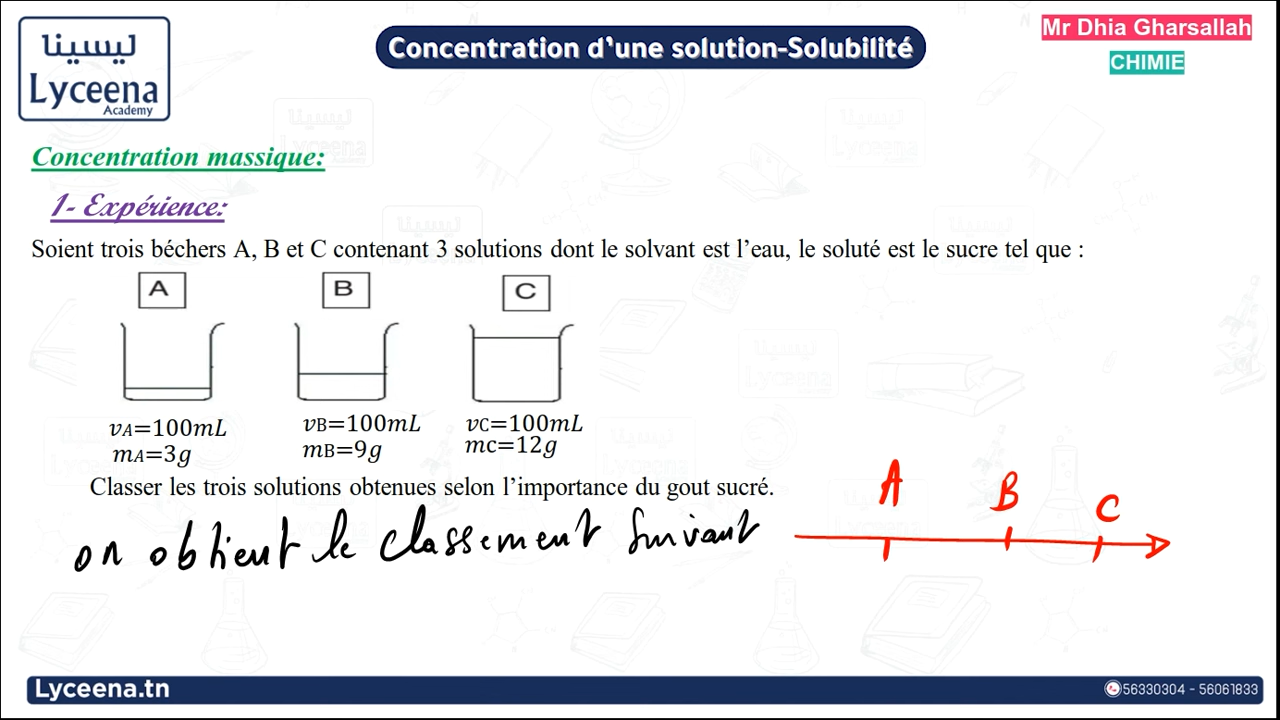 ليسينا
Lyceena
Academy
Concentration d'une solution-Solubilité
Mr Dhia Gharsallah
CHIMIE
Concentration massique:
1- Expérience:
Soient trois béchers A, B et C contenant 3 solutions dont le solvant est l'eau, le soluté est le sucre tel que :
A B C
vA=100mL vB=100mL vC=100mL
mA=3g mB=9g mC=12g
Classer les trois solutions obtenues selon l'importance du gout sucré.
A B C
on obtient le classement suivant
Lyceena.tn
56330304 - 56061833